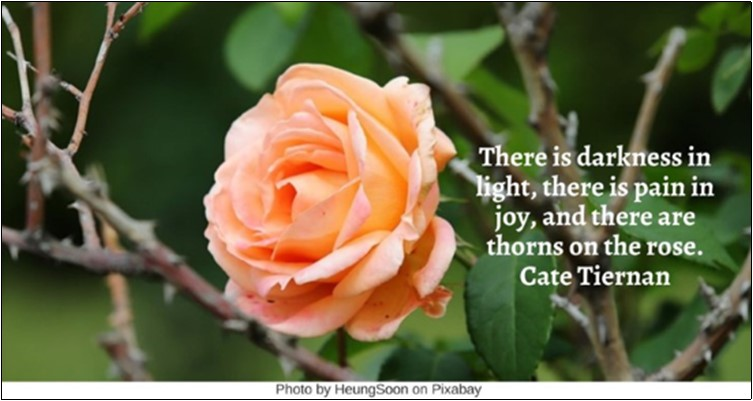 There is darkness in
light, there is pain in
joy, and there are
thorns on the rose.
Cate Tiernan
Photo by HeungSoon on Pixabay